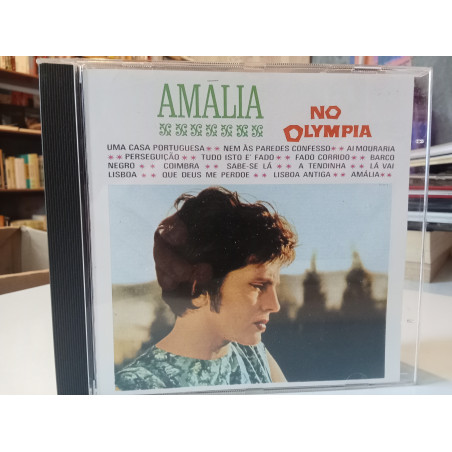 AMÁLIA
NO
OLYMPIA
UMA CASA PORTUGUESA ** NEM ÀS PAREDES CONFESSO ** AI MOURARIA
** PERSEGUIÇÃO ** TUDO ISTO E' FADO ** FADO CORRIDO ** BARCO
NEGRO ** COIMBRA ** SABE-SE LÁ ** A TENDINHA ** LÁ VAI
LISBOA ** QUE DEUS ME PERDOE ** LISBOA ANTIGA ** AMÁLIA **